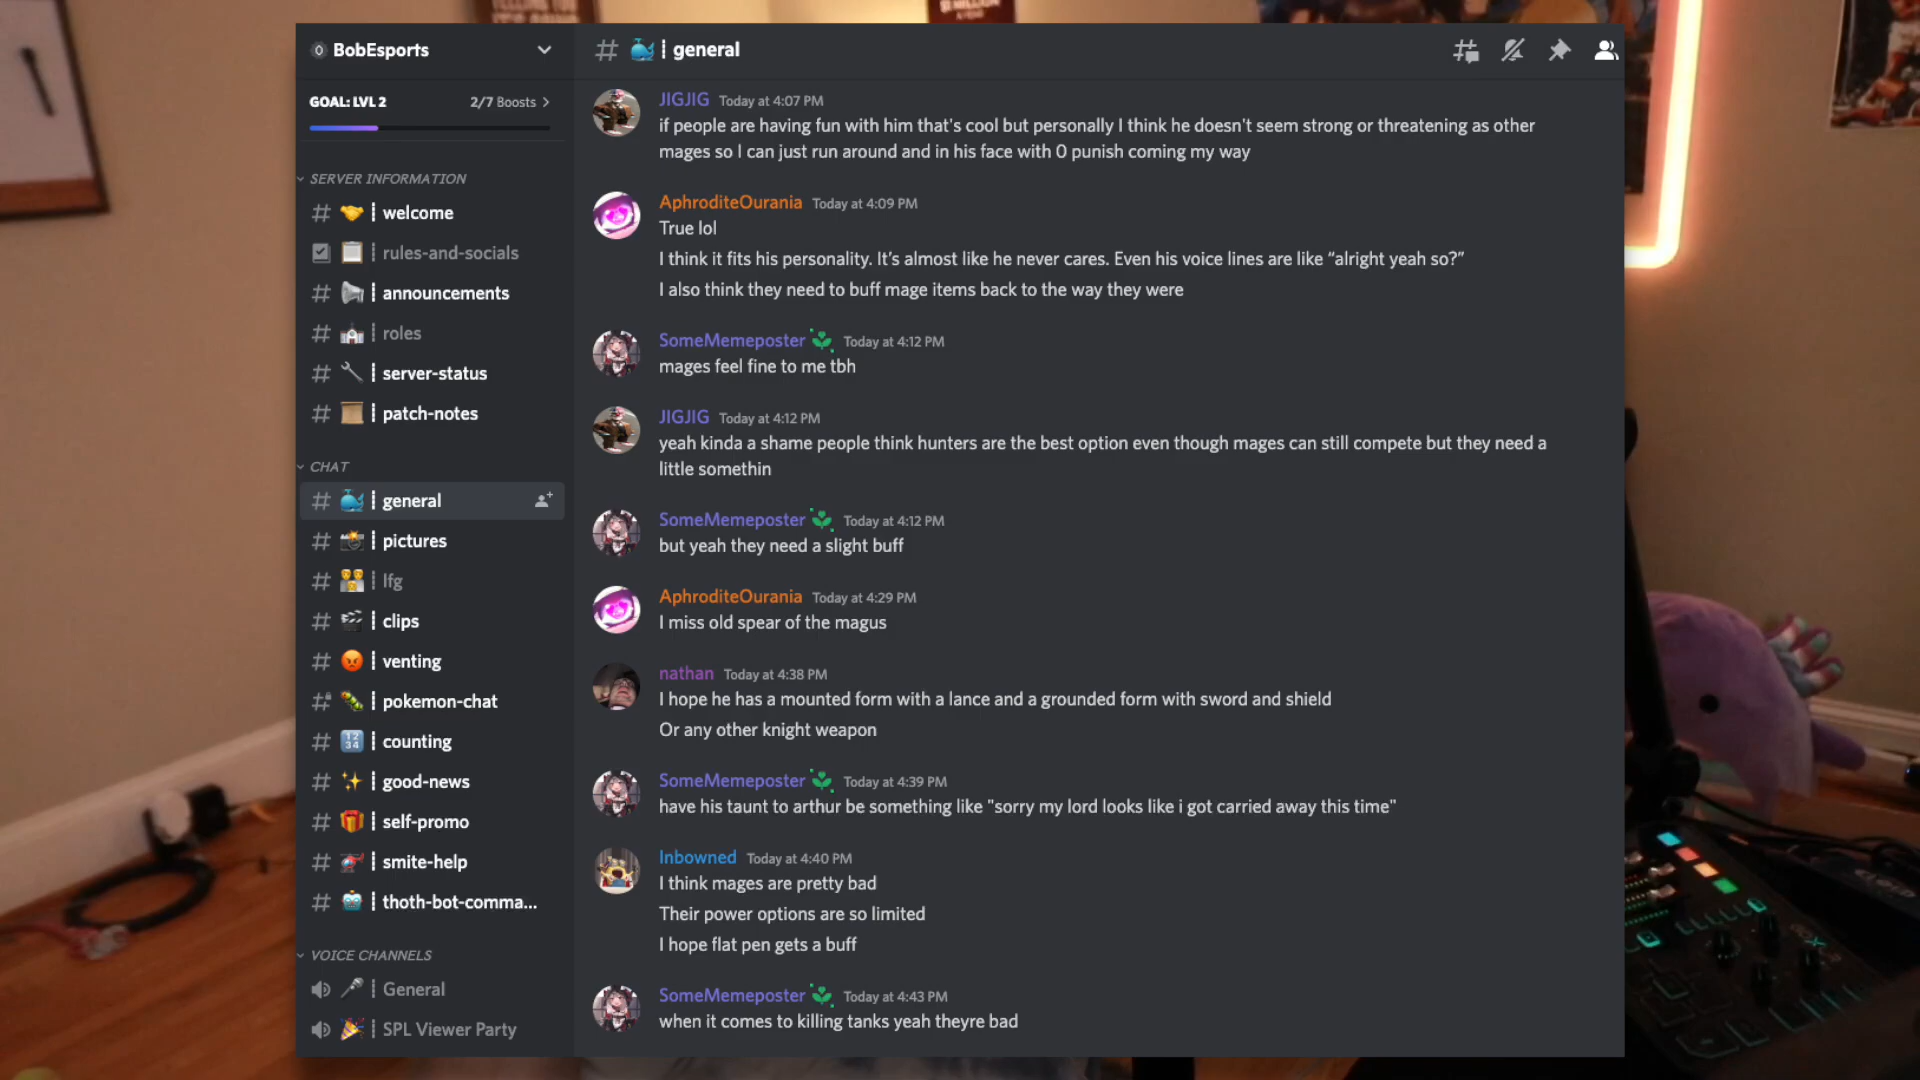 BobEsports
GOAL: LVL 2 2/7 Boosts
SERVER INFORMATION
welcome
rules-and-socials
announcements
roles
server-status
patch-notes
CHAT
general
pictures
lfg
clips
venting
pokemon-chat
counting
good-news
self-promo
smite-help
thoth-bot-comma...
VOICE CHANNELS
General
SPL Viewer Party
general
JIGJIG Today at 4:07 PM
if people are having fun with him that's cool but personally I think he doesn't seem strong or threatening as other
mages so I can just run around and in his face with 0 punish coming my way
AphroditeOurania Today at 4:09 PM
True lol
I think it fits his personality. It's almost like he never cares. Even his voice lines are like “alright yeah so?”
I also think they need to buff mage items back to the way they were
SomeMemeposter Today at 4:12 PM
mages feel fine to me tbh
JIGJIG Today at 4:12 PM
yeah kinda a shame people think hunters are the best option even though mages can still compete but they need a
little somethin
SomeMemeposter Today at 4:12 PM
but yeah they need a slight buff
AphroditeOurania Today at 4:29 PM
I miss old spear of the magus
nathan Today at 4:38 PM
I hope he has a mounted form with a lance and a grounded form with sword and shield
Or any other knight weapon
SomeMemeposter Today at 4:39 PM
have his taunt to arthur be something like "sorry my lord looks like i got carried away this time"
Inbowned Today at 4:40 PM
I think mages are pretty bad
Their power options are so limited
I hope flat pen gets a buff
SomeMemeposter Today at 4:43 PM
when it comes to killing tanks yeah theyre bad